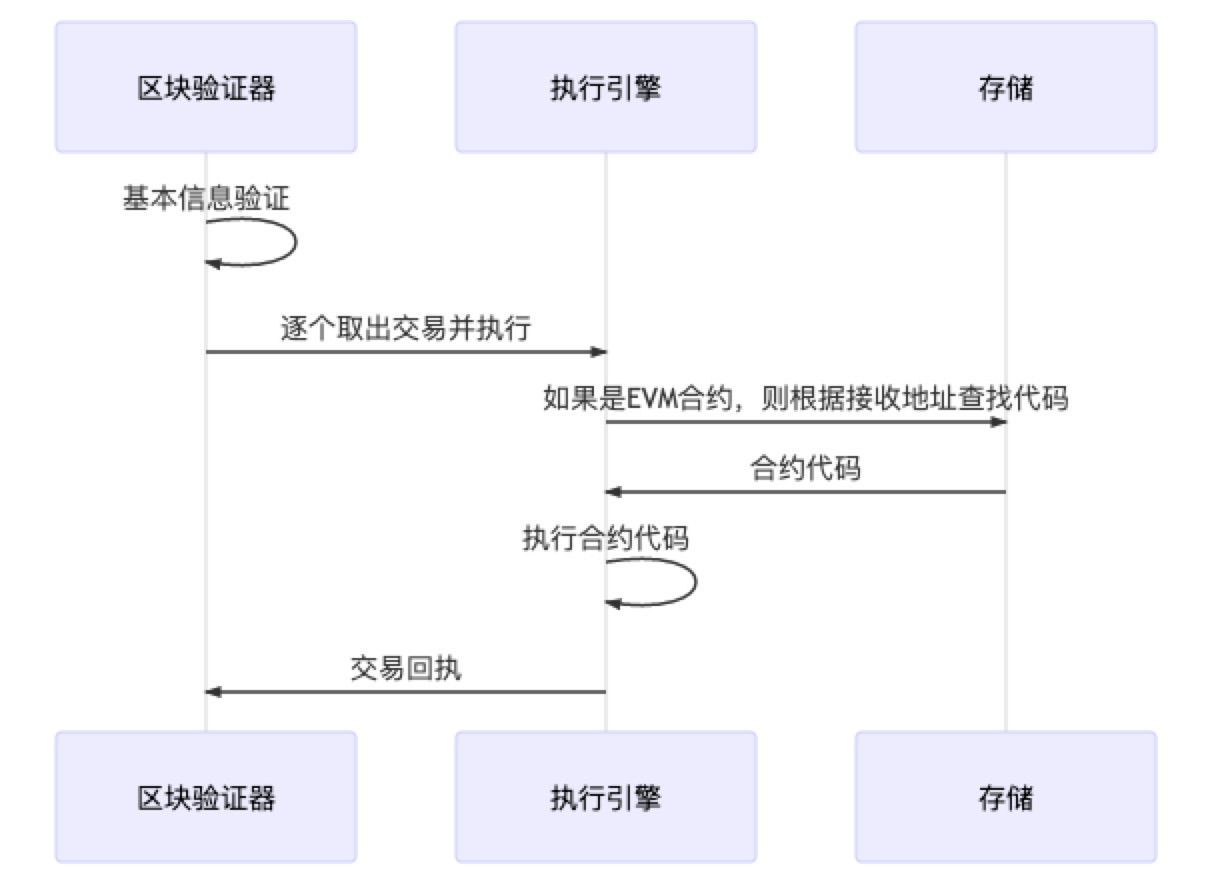 区块验证器
执行引擎
存储
基本信息验证
逐个取出交易并执行
如果是EVM合约，则根据接收地址查找代码
合约代码
执行合约代码
交易回执
区块验证器
执行引擎
存储